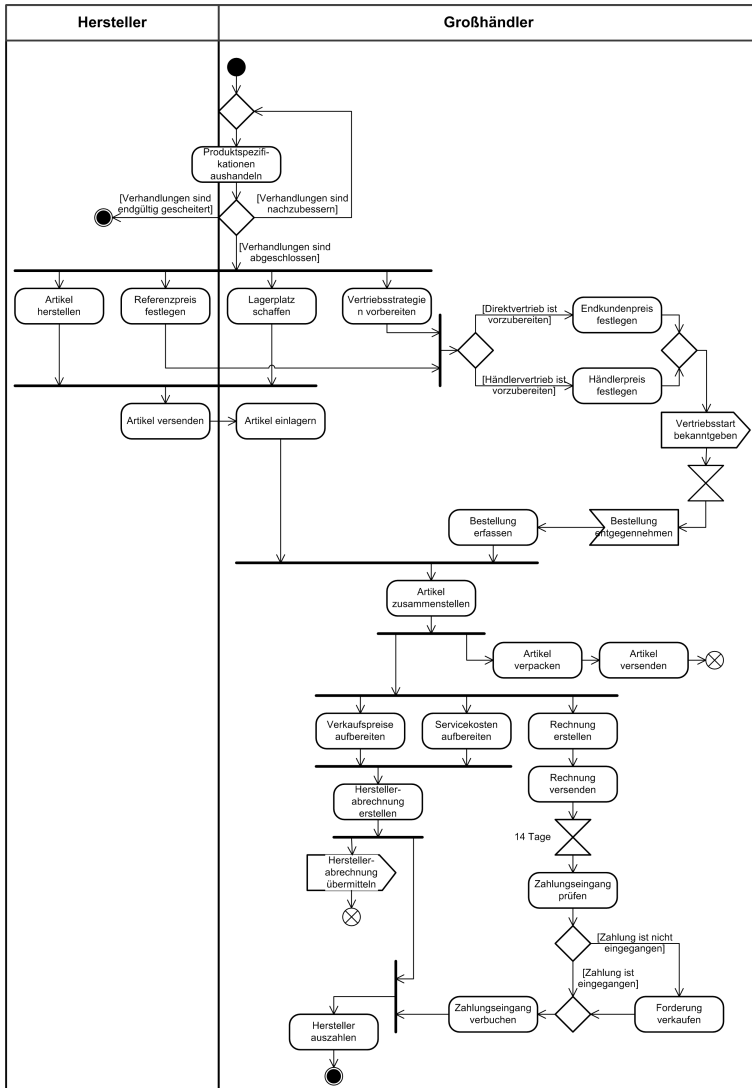 Hersteller
Großhändler
Produktspezifi-
kationen
aushandeln
[Verhandlungen sind
endgültig gescheitert]
[Verhandlungen sind
nachzubessern]
[Verhandlungen sind
abgeschlossen]
Artikel
herstellen
Referenzpreis
festlegen
Lagerplatz
schaffen
Vertriebsstrategie
n vorbereiten
[Direktvertrieb ist
vorzubereiten]
Endkundenpreis
festlegen
[Händlervertrieb ist
vorzubereiten]
Händlerpreis
festlegen
Artikel versenden
Artikel einlagern
Vertriebsstart
bekanntgeben
Bestellung
erfassen
Bestellung
entgegennehmen
Artikel
zusammenstellen
Artikel
verpacken
Artikel
versenden
Verkaufspreise
aufbereiten
Servicekosten
aufbereiten
Rechnung
erstellen
Rechnung
versenden
Hersteller-
abrechnung
erstellen
14 Tage
Hersteller-
abrechnung
übermitteln
Zahlungseingang
prüfen
[Zahlung ist nicht
eingegangen]
[Zahlung ist
eingegangen]
Hersteller
auszahlen
Zahlungseingang
verbuchen
Forderung
verkaufen